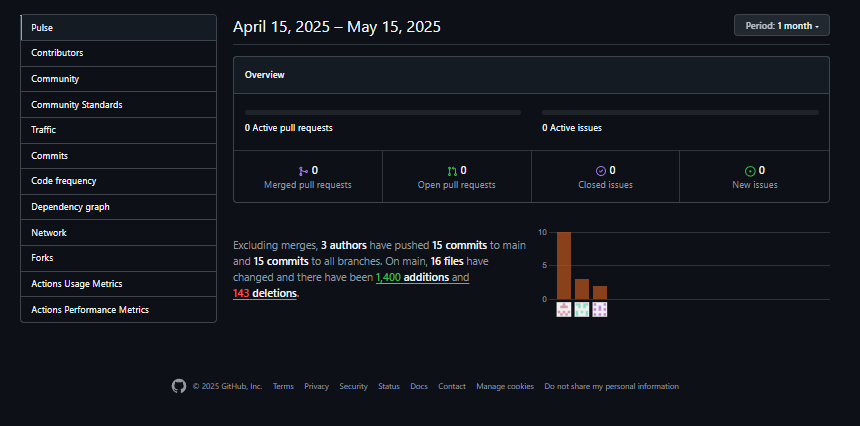 Pulse
Contributors
Community
Community Standards
Traffic
Commits
Code frequency
Dependency graph
Network
Forks
Actions Usage Metrics
Actions Performance Metrics
April 15, 2025 – May 15, 2025
Period: 1 month
Overview
0 Active pull requests
0 Active issues
0
Merged pull requests
0
Open pull requests
0
Closed issues
0
New issues
Excluding merges, 3 authors have pushed 15 commits to main
and 15 commits to all branches. On main, 16 files have
changed and there have been 1,400 additions and
143 deletions.
10
5
0
© 2025 GitHub, Inc. Terms Privacy Security Status Docs Contact Manage cookies Do not share my personal information